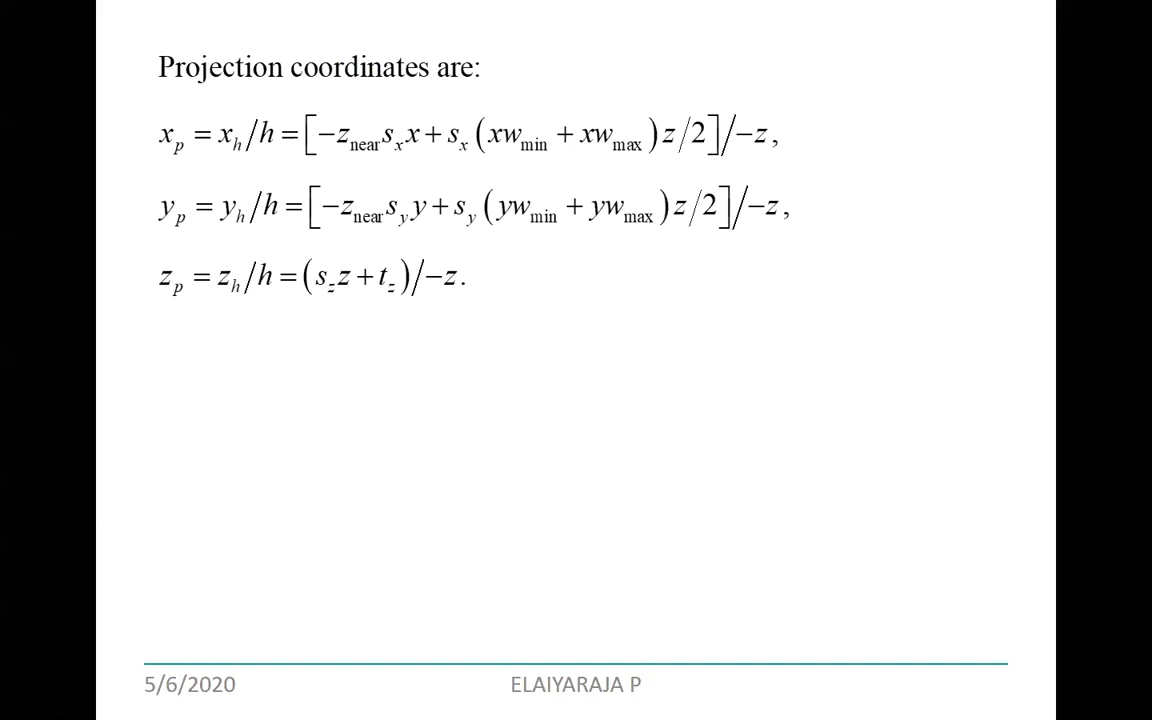 Projection coordinates are:
x_p = x_h/h = [−z_near s_x x + s_x (xw_min + xw_max) z/2]/−z,
y_p = y_h/h = [−z_near s_y y + s_y (yw_min + yw_max) z/2]/−z,
z_p = z_h/h = (s_z z + t_z)/−z.
5/6/2020 ELAIYARAJA P